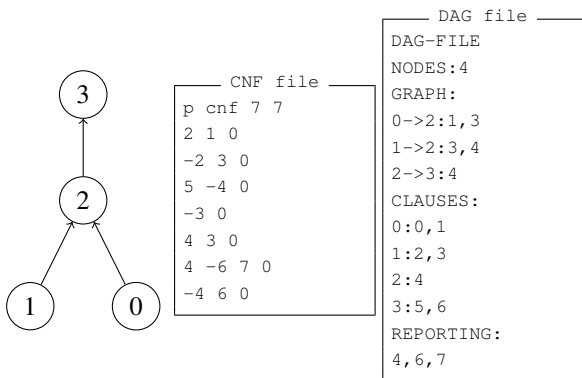 3
2
1
0
CNF file
p cnf 7 7
2 1 0
-2 3 0
5 -4 0
-3 0
4 3 0
4 -6 7 0
-4 6 0
DAG file
DAG-FILE
NODES:4
GRAPH:
0->2:1,3
1->2:3,4
2->3:4
CLAUSES:
0:0,1
1:2,3
2:4
3:5,6
REPORTING:
4,6,7